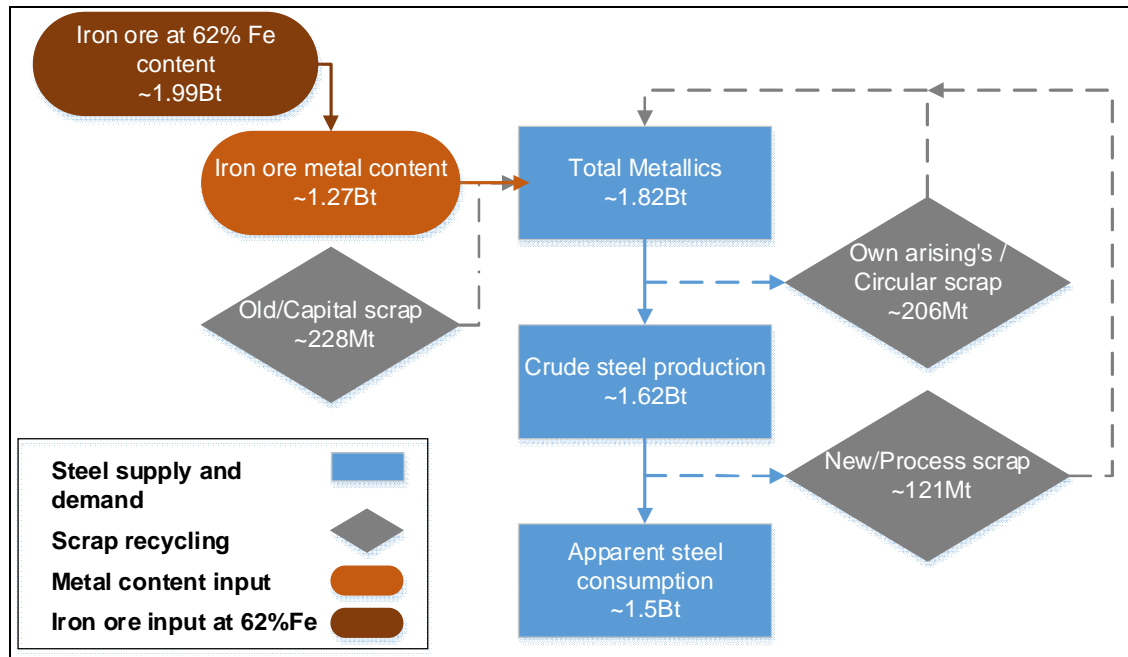 Iron ore at 62% Fe
content
~1.99Bt
Iron ore metal content
~1.27Bt
Total Metallics
~1.82Bt
Old/Capital scrap
~228Mt
Own arising's /
Circular scrap
~206Mt
Crude steel production
~1.62Bt
New/Process scrap
~121Mt
Apparent steel
consumption
~1.5Bt
Steel supply and
demand
Scrap recycling
Metal content input
Iron ore input at 62%Fe